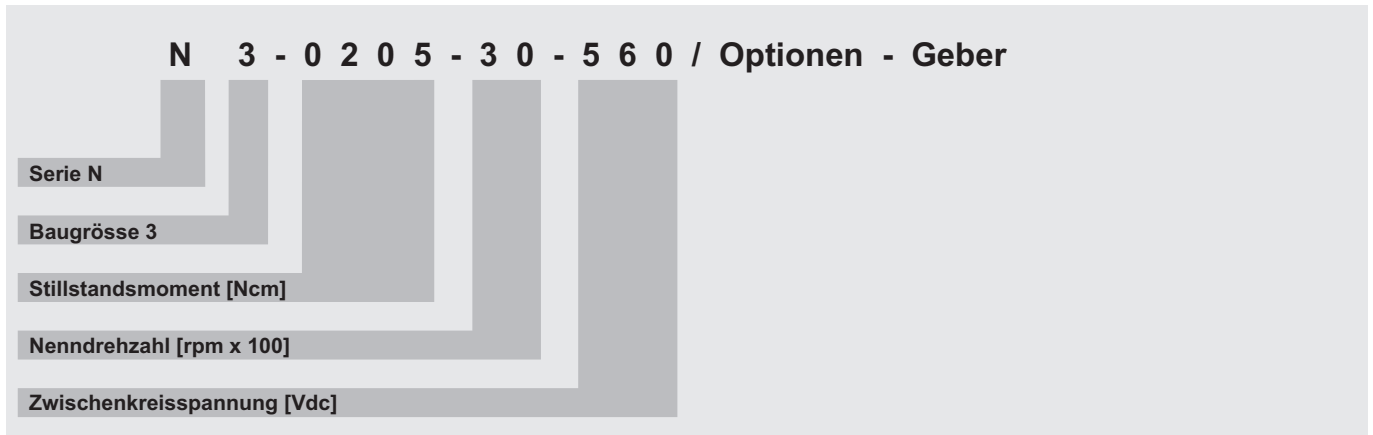 N 3 - 0 2 0 5 - 3 0 - 5 6 0 / Optionen - Geber
Serie N
Baugrösse 3
Stillstandsmoment [Ncm]
Nenndrehzahl [rpm x 100]
Zwischenkreisspannung [Vdc]